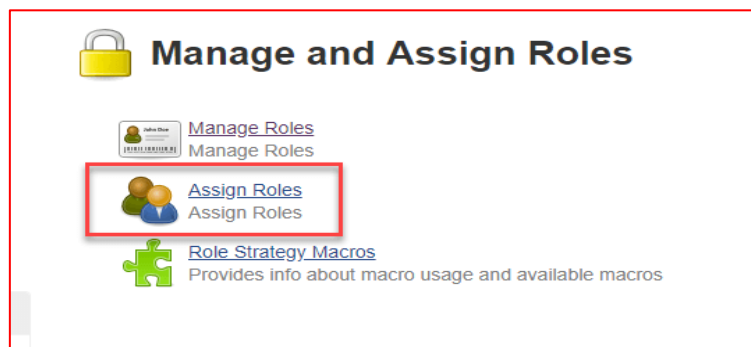 Manage and Assign Roles
John Doe
Manage Roles
Manage Roles
Assign Roles
Assign Roles
Role Strategy Macros
Provides info about macro usage and available macros